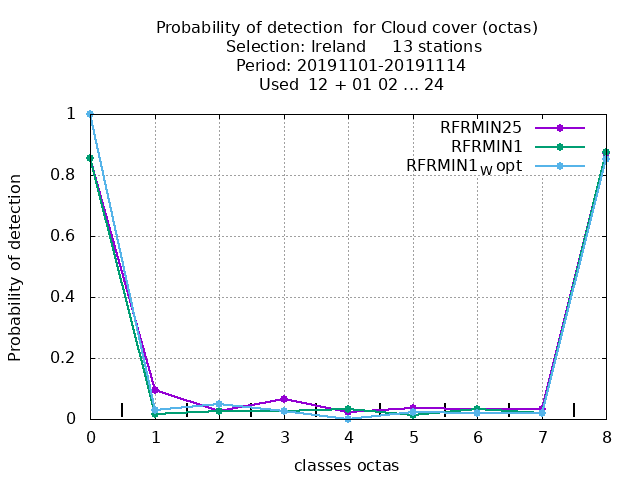 Probability of detection  for Cloud cover (octas)
Selection: Ireland     13 stations
Period: 20191101-20191114
Used  12 + 01 02 ... 24
RFRMIN25
RFRMIN1
RFRMIN1W opt
1
0.8
0.6
0.4
0.2
0
Probability of detection
0 1 2 3 4 5 6 7 8
classes octas